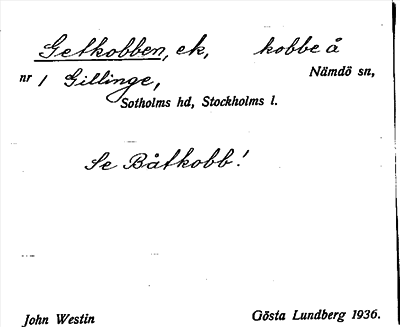 Getkobben, ek, kobbe å
nr 1 Gillinge, Nämdö sn,
Sotholms hd, Stockholms l.
Se Båtkobb!
John Westin Gösta Lundberg 1936.